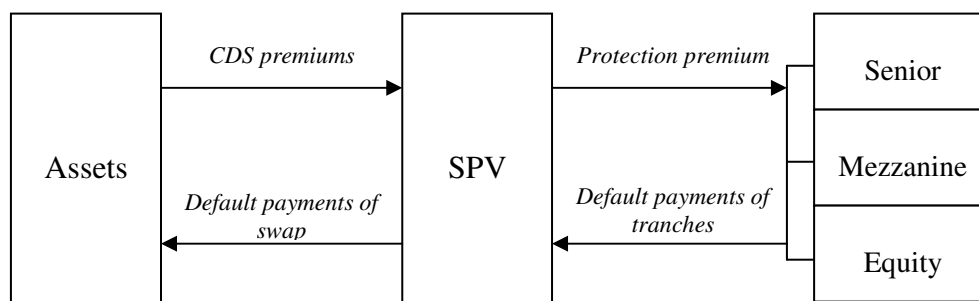 Assets
CDS premiums
Default payments of
swap
SPV
Protection premium
Default payments of
tranches
Senior
Mezzanine
Equity